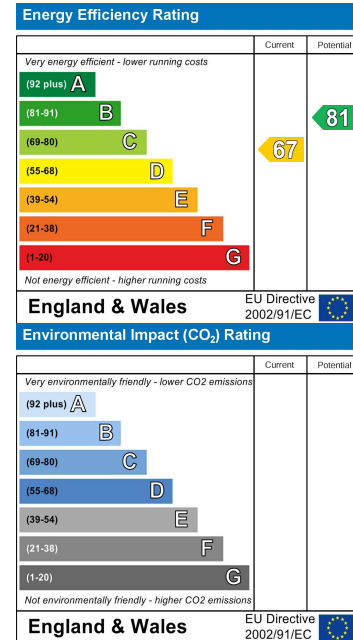 Energy Efficiency Rating
Current Potential
Very energy efficient - lower running costs
(92 plus) A
(81-91) B
81
(69-80) C
67
(55-68) D
(39-54) E
(21-38) F
(1-20) G
Not energy efficient - higher running costs
England & Wales
EU Directive
2002/91/EC
Environmental Impact (CO₂) Rating
Current Potential
Very environmentally friendly - lower CO2 emissions
(92 plus) A
(81-91) B
(69-80) C
(55-68) D
(39-54) E
(21-38) F
(1-20) G
Not environmentally friendly - higher CO2 emissions
England & Wales
EU Directive
2002/91/EC